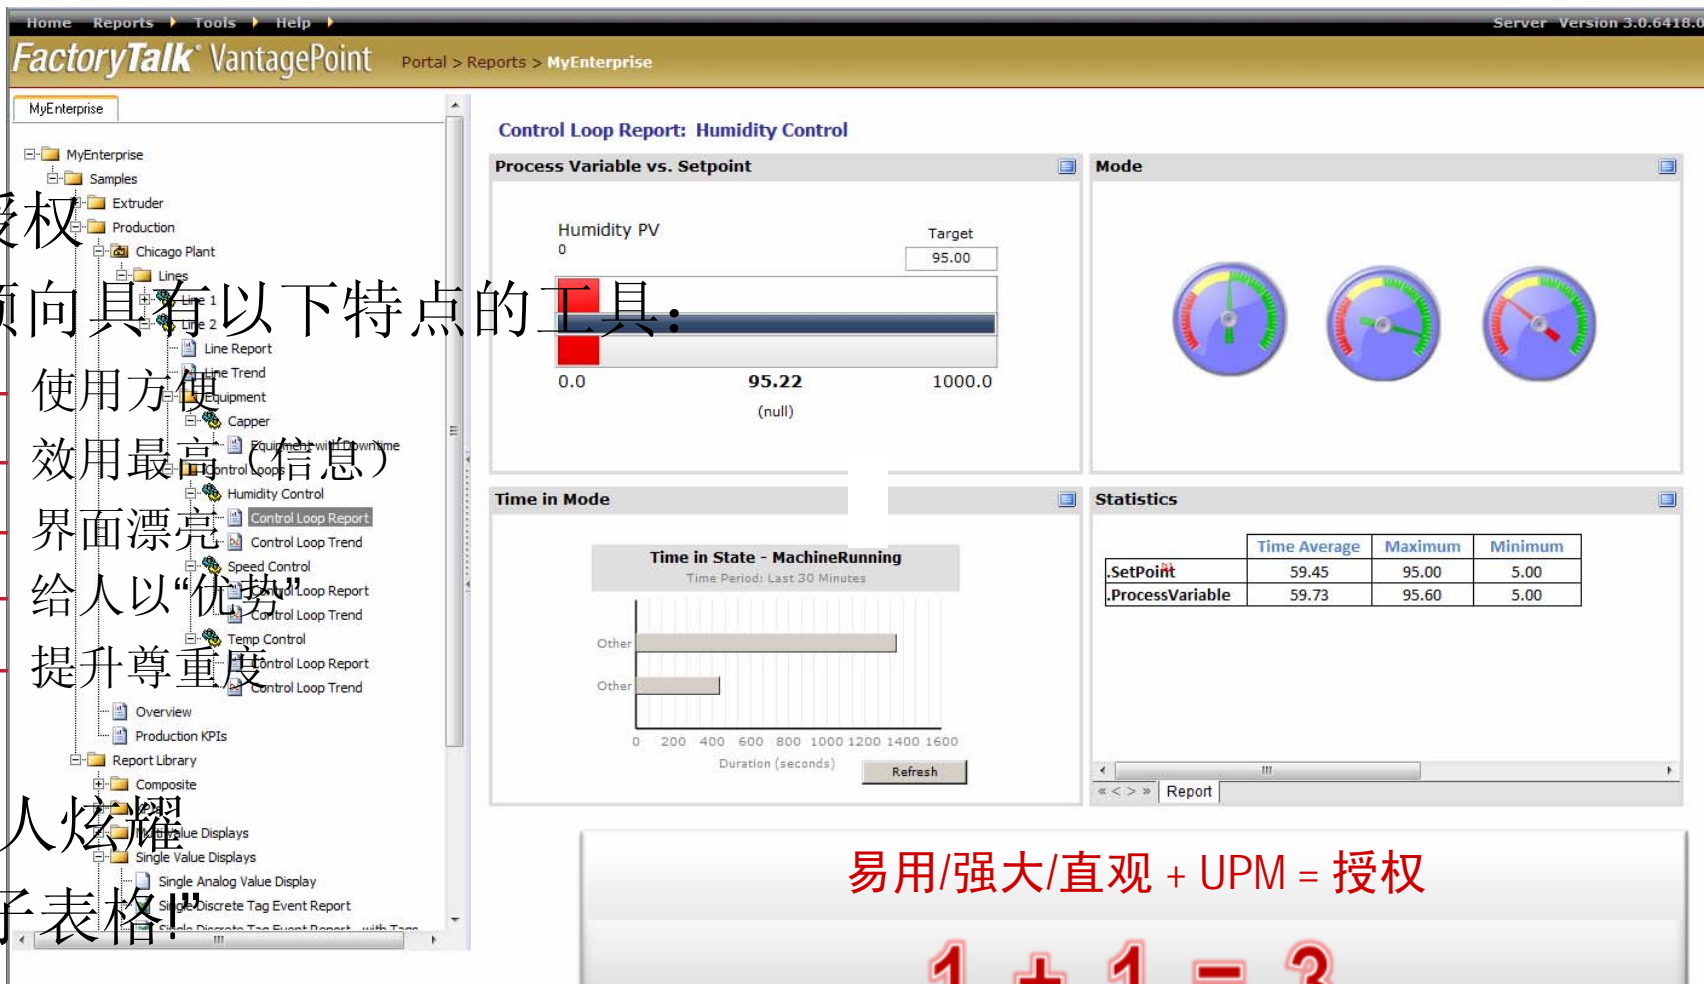 Home Reports Tools Help
Server Version 3.0.6418.0
FactoryTalk VantagePoint
Portal > Reports > MyEnterprise
MyEnterprise
MyEnterprise
Samples
Extruder
Production
Chicago Plant
Lines
Line 1
Line 2
Line Report
Line Trend
Equipment
Capper
Equipment with Downtime
Control Loops
Humidity Control
Control Loop Report
Control Loop Trend
Speed Control
Control Loop Report
Control Loop Trend
Temp Control
Control Loop Report
Control Loop Trend
Overview
Production KPIs
Report Library
Composite
KPIs
MultiValue Displays
Single Value Displays
Single Analog Value Display
Single Discrete Tag Event Report
Single Discrete Tag Event Report - with Tags
授权
倾向具有以下特点的工具:
使用方便
效用最高（信息）
界面漂亮
给人以“优势”
提升尊重度
人炫耀
子表格!”
Control Loop Report: Humidity Control
Process Variable vs. Setpoint
Humidity PV
0
Target
95.00
0.0 95.22 1000.0
(null)
Mode
Time in Mode
Time in State - MachineRunning
Time Period: Last 30 Minutes
Other
Other
0 200 400 600 800 1000 1200 1400 1600
Duration (seconds)
Refresh
Statistics
Time Average Maximum Minimum
.SetPoint 59.45 95.00 5.00
.ProcessVariable 59.73 95.60 5.00
« < > » Report
易用/强大/直观 + UPM = 授权
1 + 1 = 3